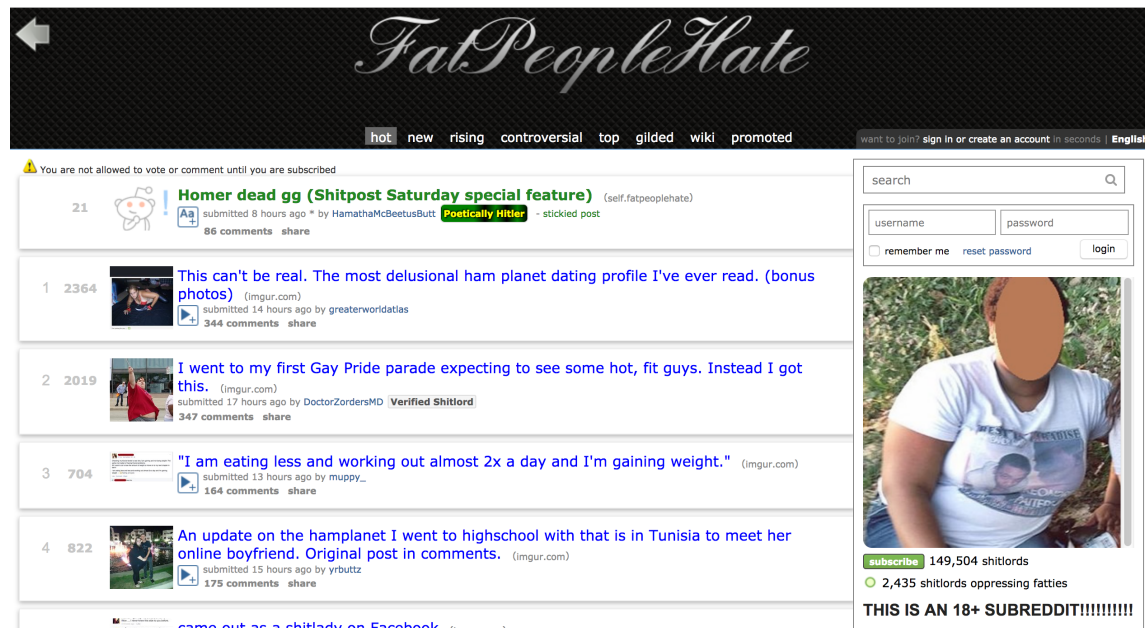 FatPeopleHate
hot new rising controversial top gilded wiki promoted
want to join? sign in or create an account in seconds | English
You are not allowed to vote or comment until you are subscribed
21
Homer dead gg (Shitpost Saturday special feature) (self.fatpeoplehate)
Aa+
submitted 8 hours ago * by HamathaMcBeetusButt Poetically Hitler - stickied post
86 comments share
1 2364
This can't be real. The most delusional ham planet dating profile I've ever read. (bonus
photos) (imgur.com)
submitted 14 hours ago by greaterworldatlas
344 comments share
2 2019
I went to my first Gay Pride parade expecting to see some hot, fit guys. Instead I got
this. (imgur.com)
submitted 17 hours ago by DoctorZordersMD Verified Shitlord
347 comments share
3 704
"I am eating less and working out almost 2x a day and I'm gaining weight." (imgur.com)
submitted 13 hours ago by muppy_
164 comments share
4 822
An update on the hamplanet I went to highschool with that is in Tunisia to meet her
online boyfriend. Original post in comments. (imgur.com)
submitted 15 hours ago by yrbuttz
175 comments share
came out as a shitlady on Facebook
search
username password
remember me reset password login
subscribe 149,504 shitlords
2,435 shitlords oppressing fatties
THIS IS AN 18+ SUBREDDIT!!!!!!!!!!